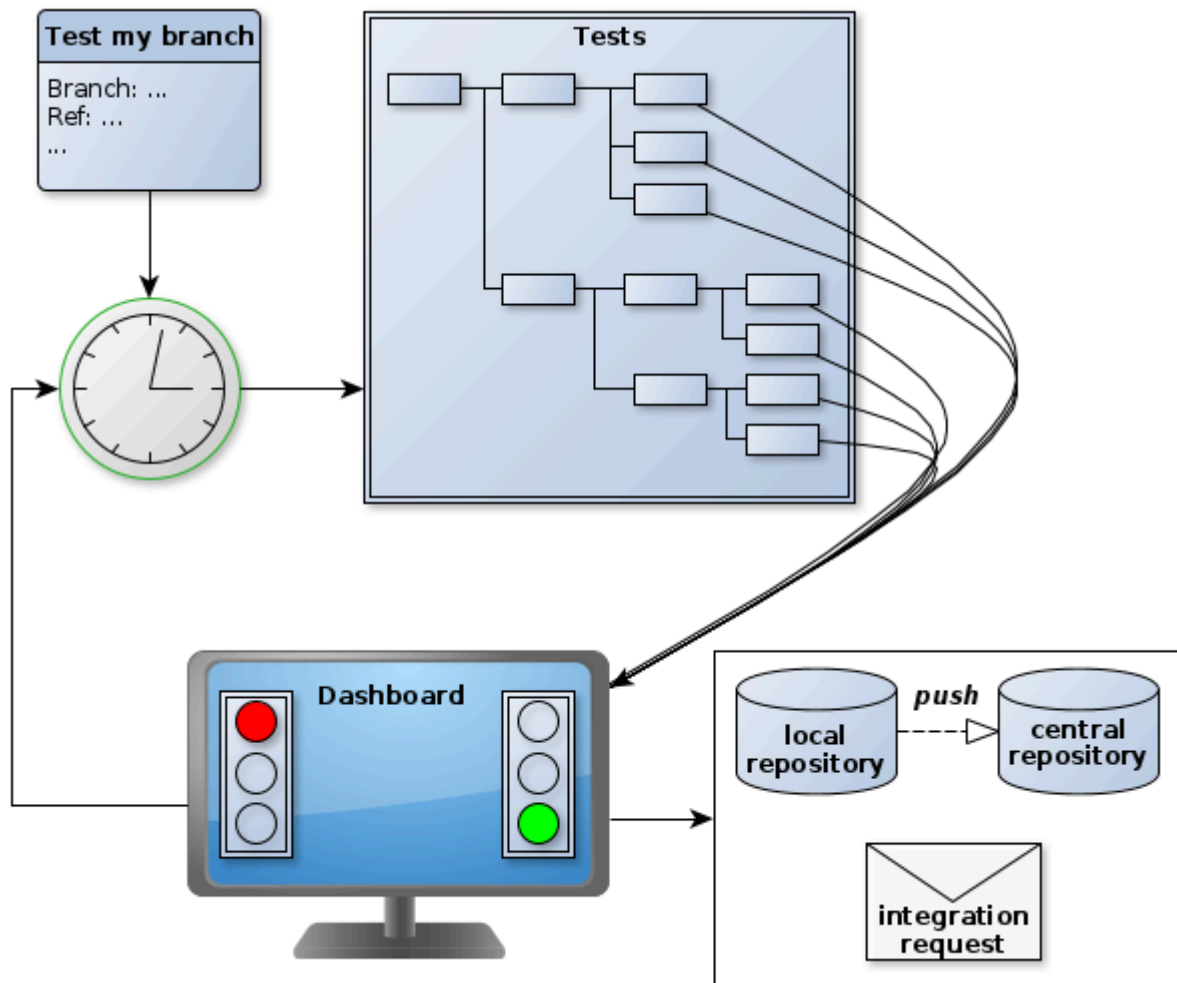 Test my branch
Branch: ...
Ref: ...
...
Tests
Dashboard
local
repository
push
central
repository
integration
request